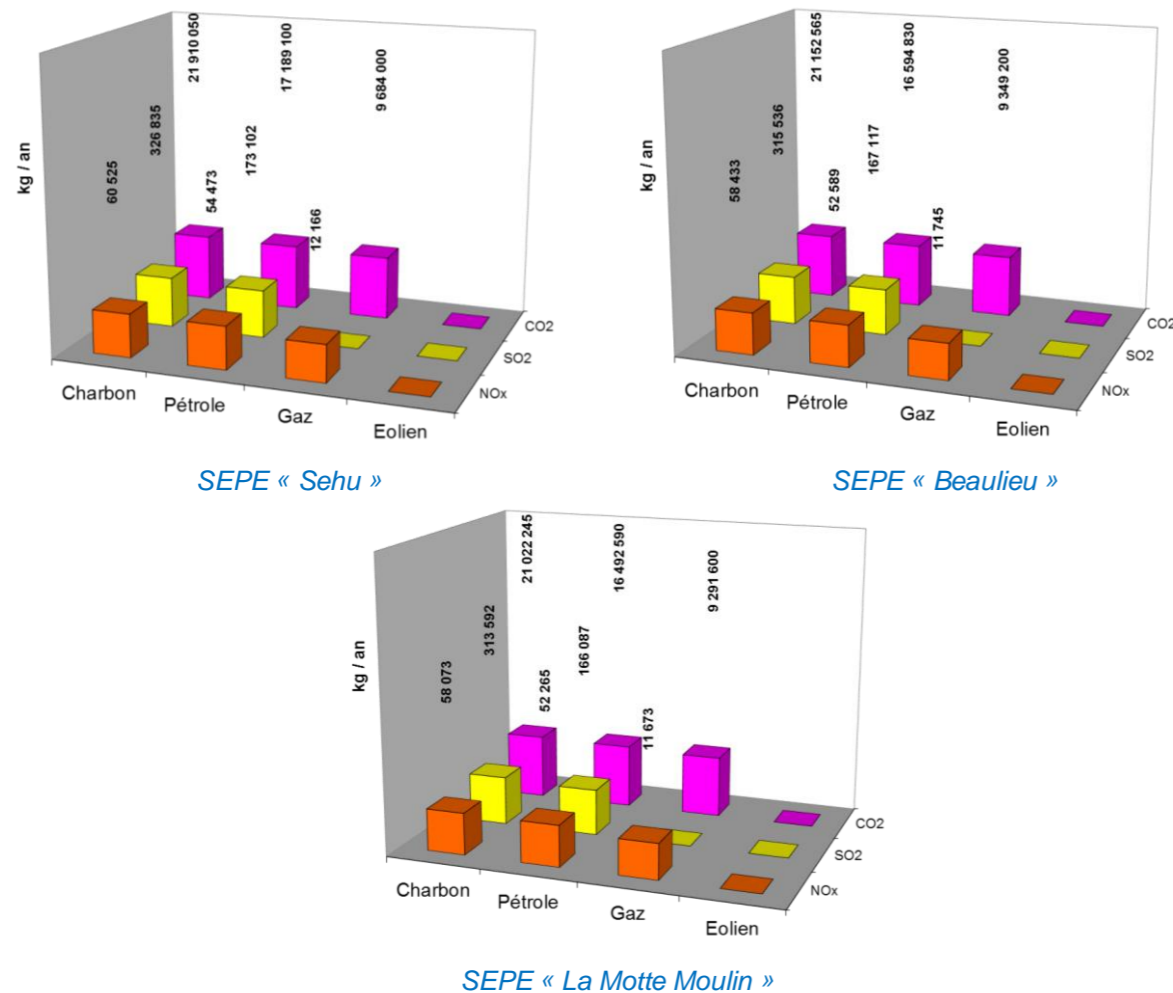 kg / an
60 525
326 835
21 910 050
54 473
173 102
17 189 100
12 166
9 684 000
Charbon
Pétrole
Gaz
Eolien
NOx
SO2
CO2
SEPE « Sehu »
kg / an
58 433
315 536
21 152 565
52 589
167 117
16 594 830
11 745
9 349 200
Charbon
Pétrole
Gaz
Eolien
NOx
SO2
CO2
SEPE « Beaulieu »
kg / an
58 073
313 592
21 022 245
52 265
166 087
16 492 590
11 673
9 291 600
Charbon
Pétrole
Gaz
Eolien
NOx
SO2
CO2
SEPE « La Motte Moulin »